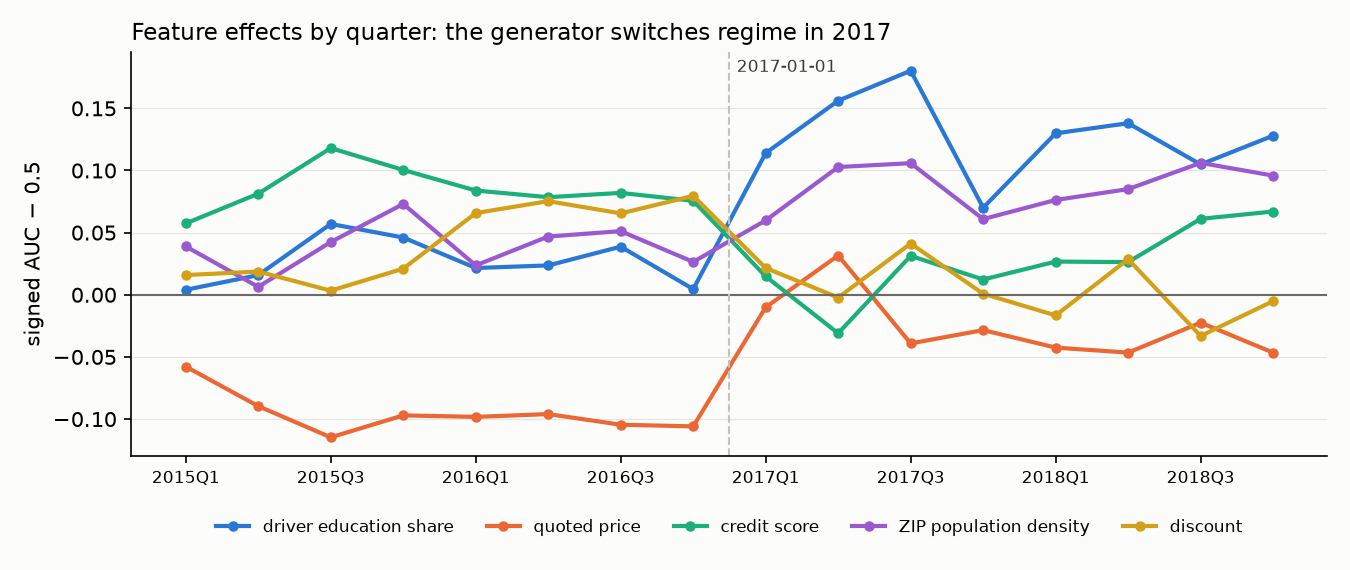 Feature effects by quarter: the generator switches regime in 2017
2017-01-01
signed AUC − 0.5
0.15
0.10
0.05
0.00
−0.05
−0.10
2015Q1 2015Q3 2016Q1 2016Q3 2017Q1 2017Q3 2018Q1 2018Q3
driver education share quoted price credit score ZIP population density discount